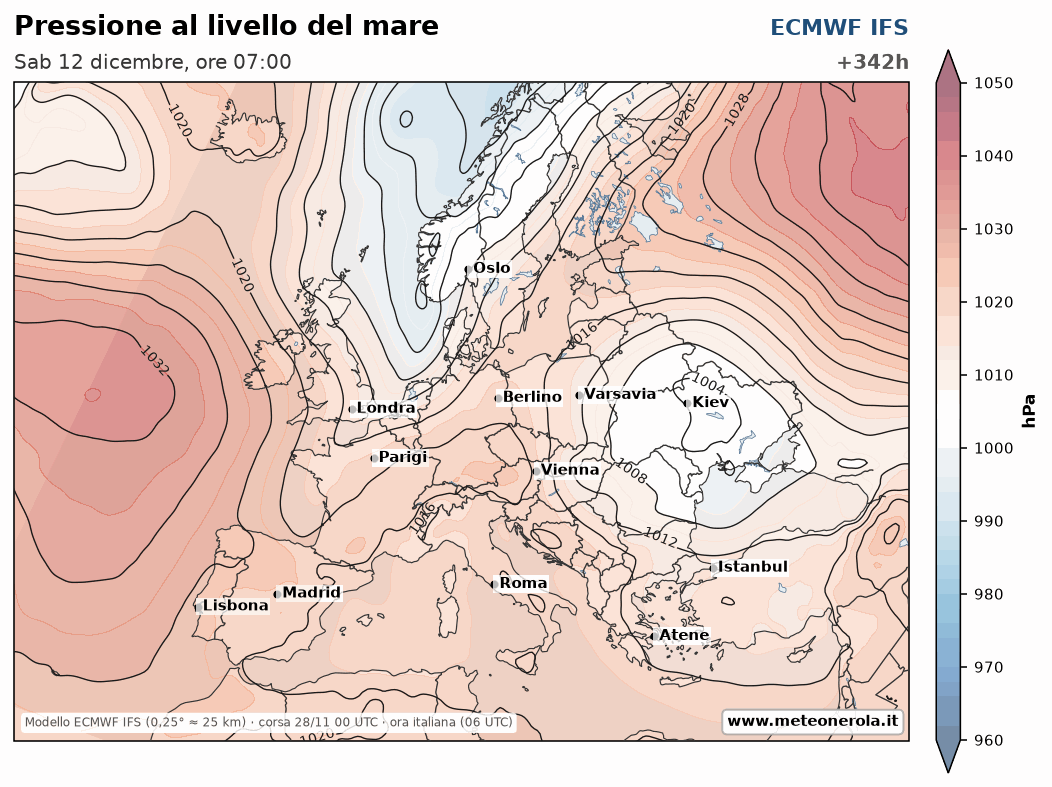 Pressione al livello del mare
ECMWF IFS
Sab 12 dicembre, ore 07:00
+342h
1020
1020
1028
1020
1032
1016
1004
1008
1016
1012
1020
Oslo
Londra
Berlino
Varsavia
Kiev
Parigi
Vienna
Istanbul
Roma
Madrid
Lisbona
Atene
1050
1040
1030
1020
1010
1000
990
980
970
960
hPa
Modello ECMWF IFS (0,25° ≈ 25 km) · corsa 28/11 00 UTC · ora italiana (06 UTC)
www.meteonerola.it